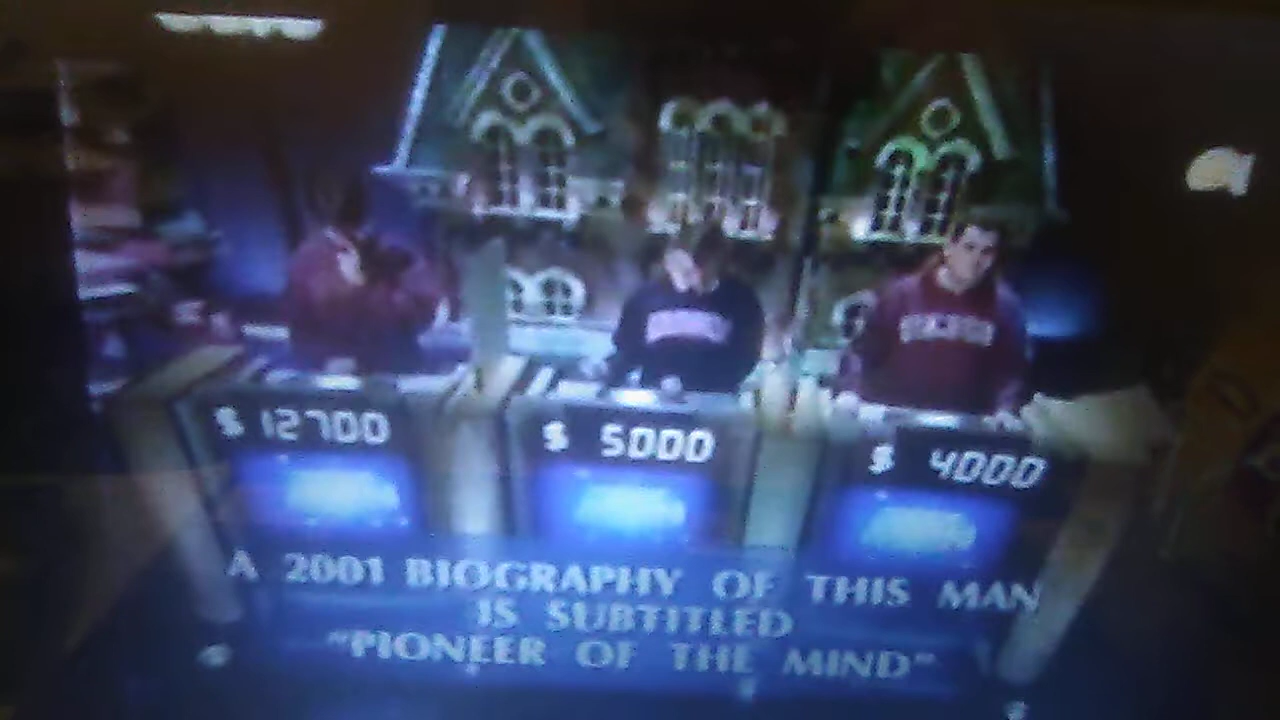 $ 12700
$ 5000
$ 4000
A 2001 BIOGRAPHY OF THIS MAN
IS SUBTITLED
"PIONEER OF THE MIND"